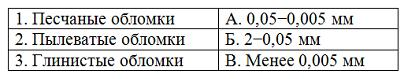 1. Песчаные обломки А. 0,05−0,005 мм
2. Пылеватые обломки Б. 2−0,05 мм
3. Глинистые обломки В. Менее 0,005 мм